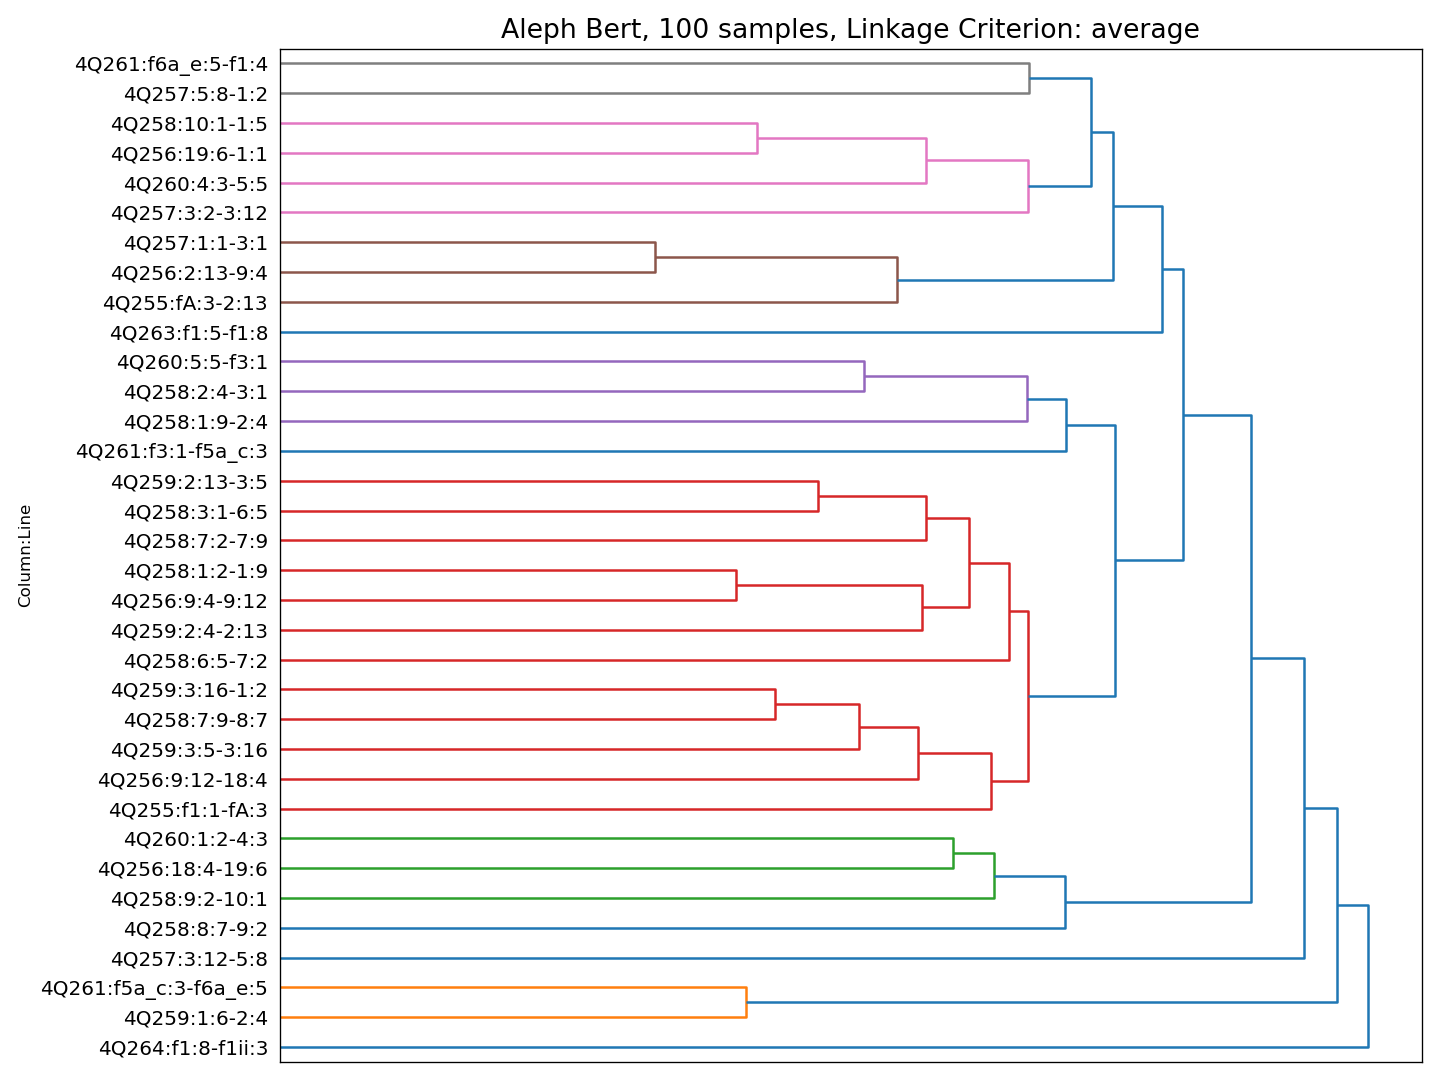 Aleph Bert, 100 samples, Linkage Criterion: average
4Q261:f6a_e:5-f1:4
4Q257:5:8-1:2
4Q258:10:1-1:5
4Q256:19:6-1:1
4Q260:4:3-5:5
4Q257:3:2-3:12
4Q257:1:1-3:1
4Q256:2:13-9:4
4Q255:fA:3-2:13
4Q263:f1:5-f1:8
4Q260:5:5-f3:1
4Q258:2:4-3:1
4Q258:1:9-2:4
4Q261:f3:1-f5a_c:3
4Q259:2:13-3:5
4Q258:3:1-6:5
4Q258:7:2-7:9
4Q258:1:2-1:9
4Q256:9:4-9:12
4Q259:2:4-2:13
4Q258:6:5-7:2
4Q259:3:16-1:2
4Q258:7:9-8:7
4Q259:3:5-3:16
4Q256:9:12-18:4
4Q255:f1:1-fA:3
4Q260:1:2-4:3
4Q256:18:4-19:6
4Q258:9:2-10:1
4Q258:8:7-9:2
4Q257:3:12-5:8
4Q261:f5a_c:3-f6a_e:5
4Q259:1:6-2:4
4Q264:f1:8-f1ii:3
Column:Line